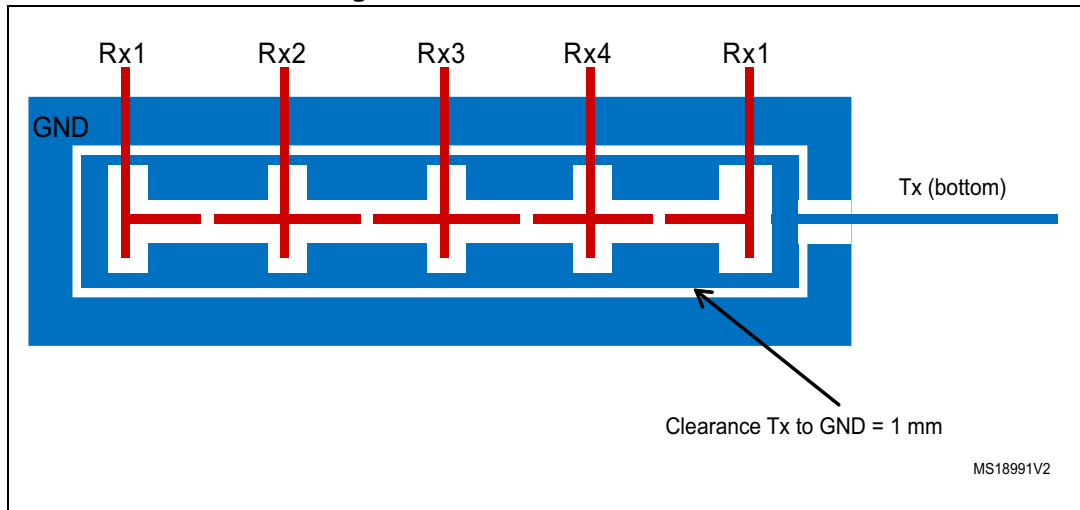 Rx1 Rx2 Rx3 Rx4 Rx1
GND
Tx (bottom)
Clearance Tx to GND = 1 mm
MS18991V2